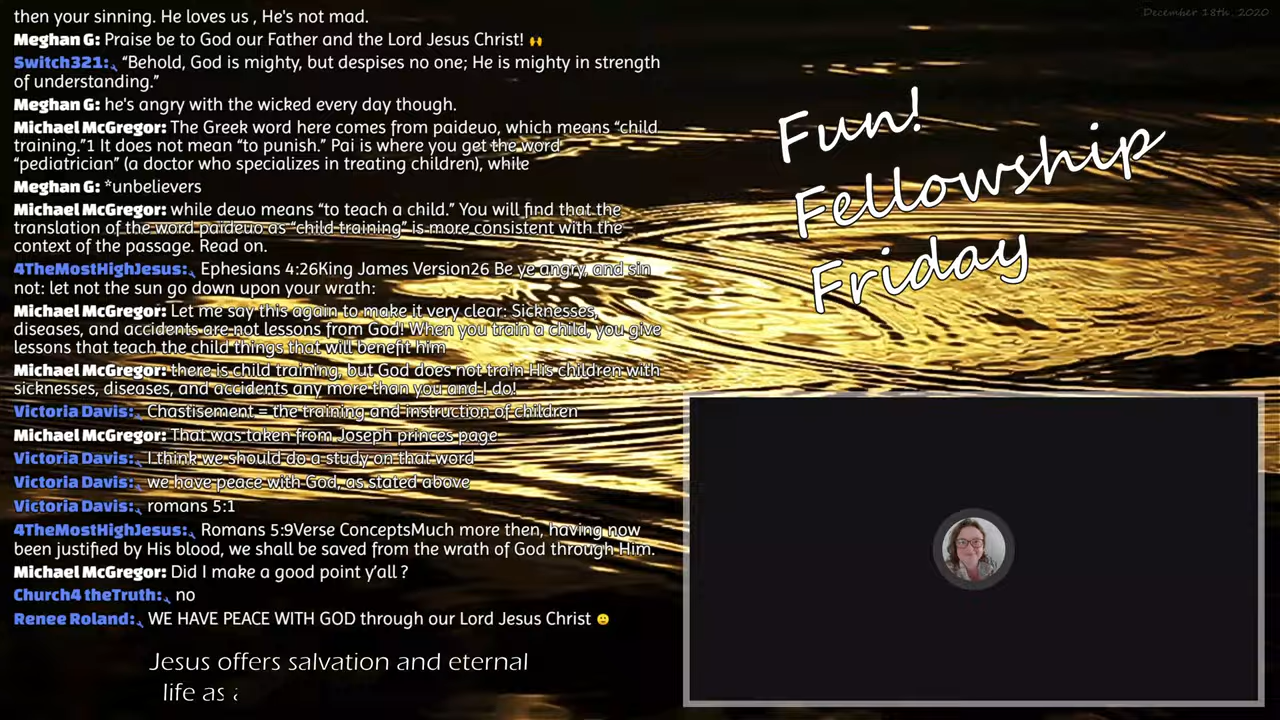 then your sinning. He loves us , He's not mad.
Meghan G: Praise be to God our Father and the Lord Jesus Christ! 🙌
Switch321: “Behold, God is mighty, but despises no one; He is mighty in strength
of understanding.”
Meghan G: he's angry with the wicked every day though.
Michael McGregor: The Greek word here comes from paideuo, which means “child
training.”1 It does not mean “to punish.” Pai is where you get the word
“pediatrician” (a doctor who specializes in treating children), while
Meghan G: *unbelievers
Michael McGregor: while deuo means “to teach a child.” You will find that the
translation of the word paideuo as “child training” is more consistent with the
context of the passage. Read on.
4TheMostHighJesus: Ephesians 4:26King James Version26 Be ye angry, and sin
not: let not the sun go down upon your wrath:
Michael McGregor: Let me say this again to make it very clear: Sicknesses,
diseases, and accidents are not lessons from God! When you train a child, you give
lessons that teach the child things that will benefit him
Michael McGregor: there is child training, but God does not train His children with
sicknesses, diseases, and accidents any more than you and I do!
Victoria Davis: Chastisement = the training and instruction of children
Michael McGregor: That was taken from Joseph princes page
Victoria Davis: I think we should do a study on that word
Victoria Davis: we have peace with God, as stated above
Victoria Davis: romans 5:1
4TheMostHighJesus: Romans 5:9Verse ConceptsMuch more then, having now
been justified by His blood, we shall be saved from the wrath of God through Him.
Michael McGregor: Did I make a good point y’all ?
Church4 theTruth: no
Renee Roland: WE HAVE PEACE WITH GOD through our Lord Jesus Christ 🙂
Jesus offers salvation and eternal
life as
December 18th, 2020
Fun!
Fellowship
Friday